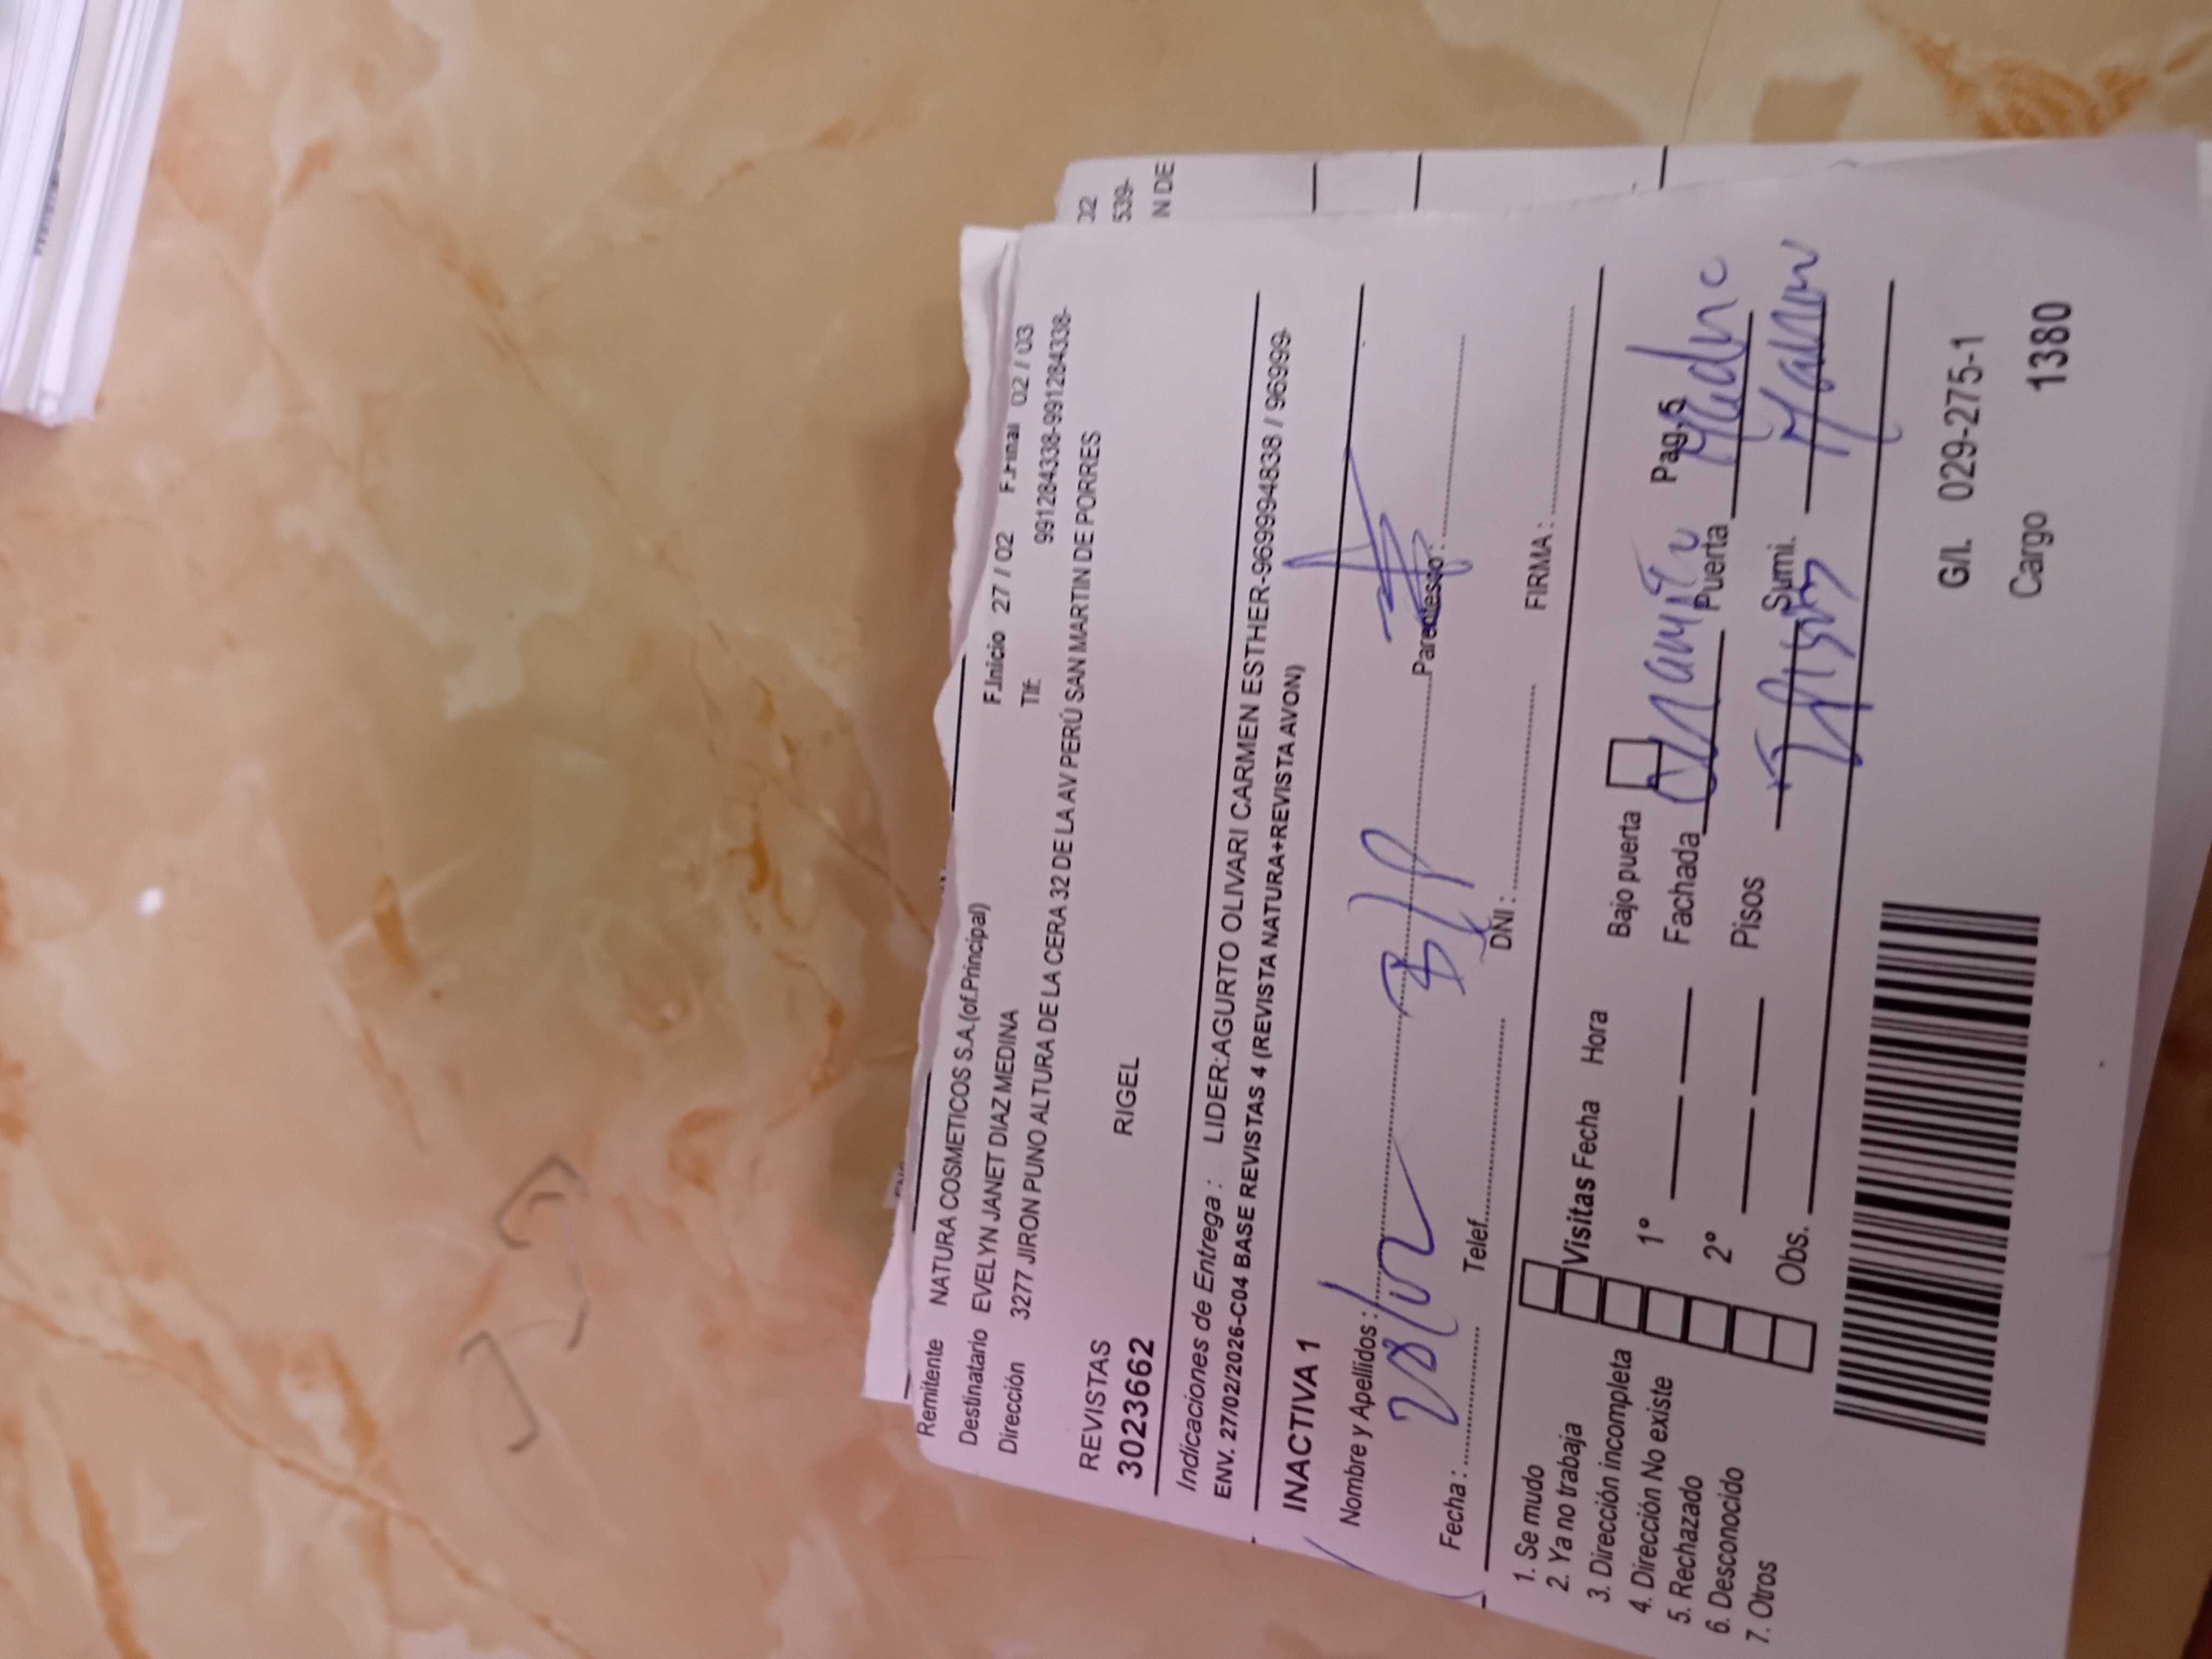 Remitente NATURA COSMETICOS S.A.(of.Principal)
Destinatario EVELYN JANET DIAZ MEDINA F.Inicio 27 / 02 F.Final 02 / 03
Dirección 3277 JIRON PUNO ALTURA DE LA CERA 32 DE LA AV PERÚ SAN MARTIN DE PORRES Tlf: 991284338-991284338-
REVISTAS
3023662 RIGEL
Indicaciones de Entrega : LIDER:AGURTO OLIVARI CARMEN ESTHER-969994838 / 96999-
ENV. 27/02/2026-C04 BASE REVISTAS 4 (REVISTA NATURA+REVISTA AVON)
INACTIVA 1
Nombre y Apellidos :
Parentesco :
Fecha : Telef. DNI : FIRMA :
1. Se mudo
2. Ya no trabaja
3. Dirección incompleta
4. Dirección No existe
5. Rechazado
6. Desconocido
7. Otros
Visitas Fecha Hora
1°
2°
Obs.
Bajo puerta Pag. 5
Fachada Puerta
Pisos Sumi.
G/I. 029-275-1
Cargo 1380
02
539-
N DE